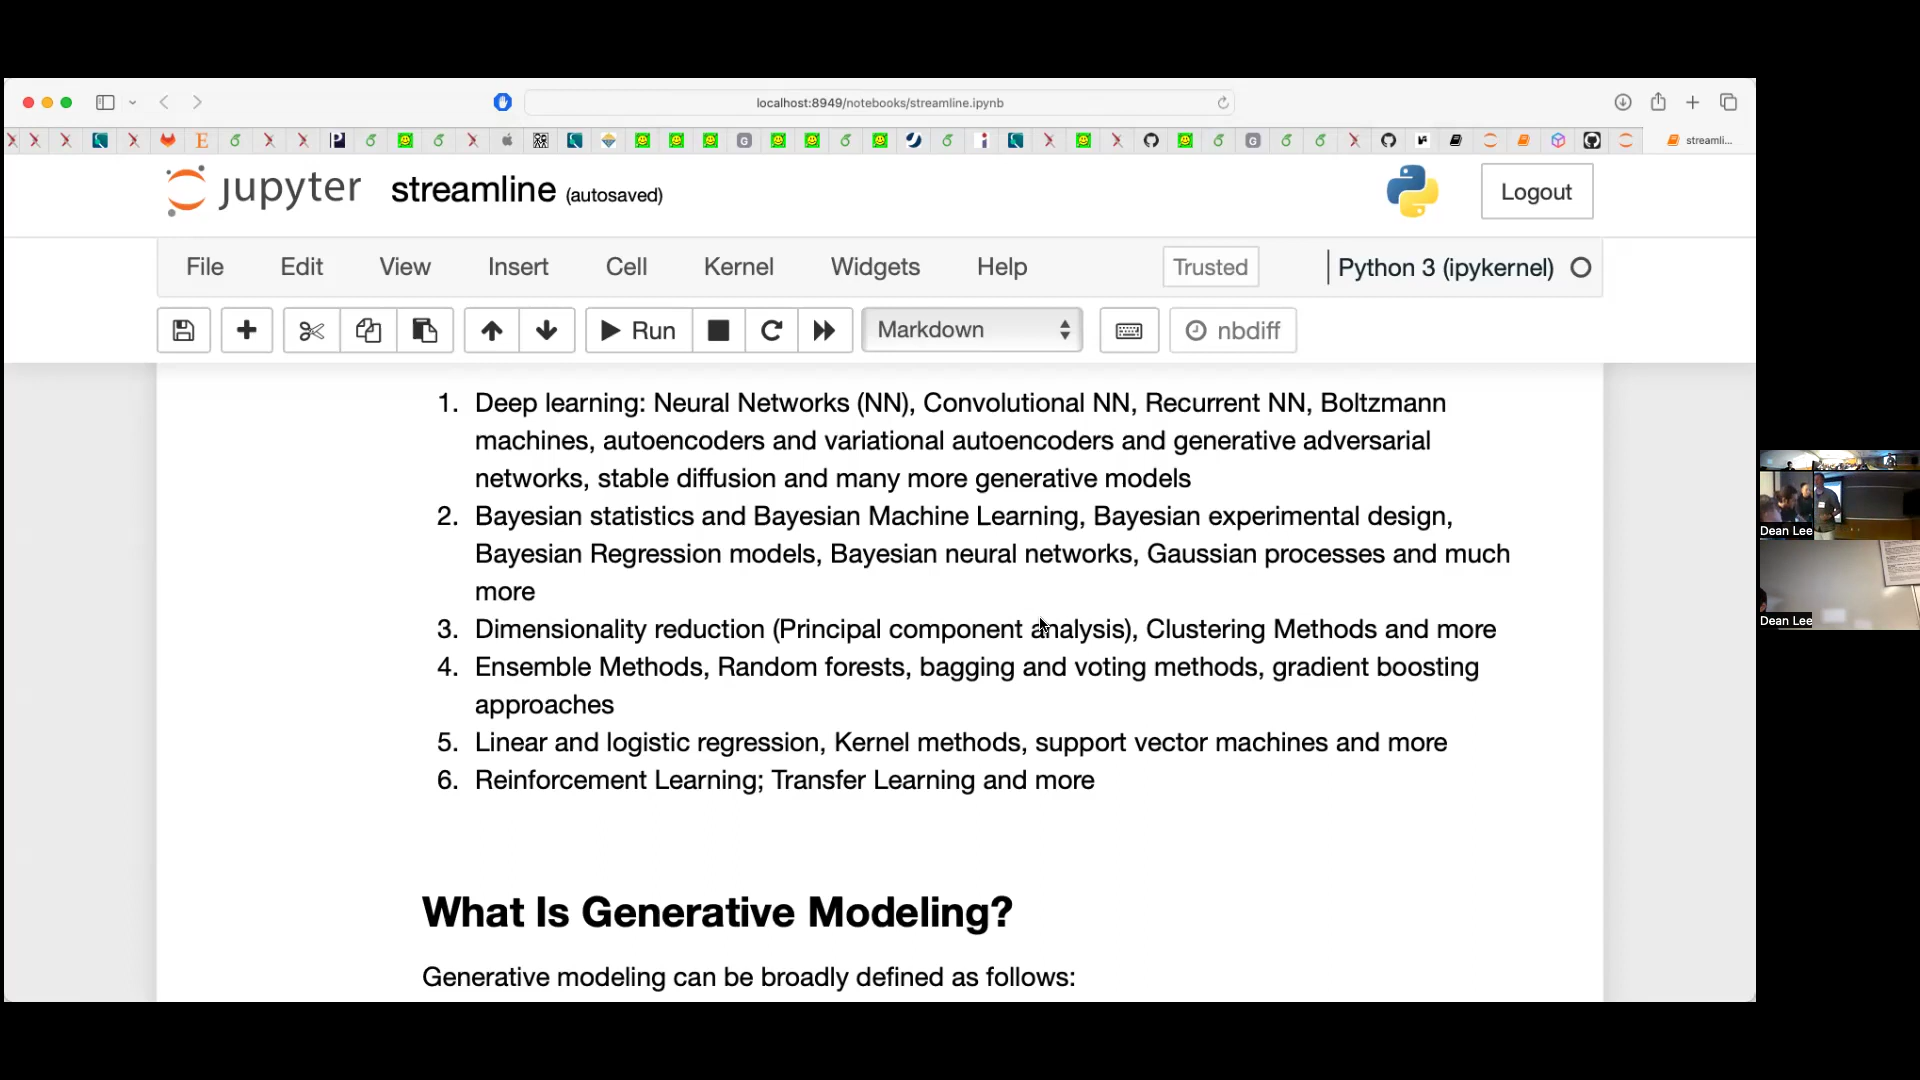 localhost:8949/notebooks/streamline.ipynb
streamli...
jupyter streamline (autosaved)
Logout
File Edit View Insert Cell Kernel Widgets Help Trusted Python 3 (ipykernel)
Run Markdown nbdiff
1. Deep learning: Neural Networks (NN), Convolutional NN, Recurrent NN, Boltzmann
machines, autoencoders and variational autoencoders and generative adversarial
networks, stable diffusion and many more generative models
2. Bayesian statistics and Bayesian Machine Learning, Bayesian experimental design,
Bayesian Regression models, Bayesian neural networks, Gaussian processes and much
more
3. Dimensionality reduction (Principal component analysis), Clustering Methods and more
4. Ensemble Methods, Random forests, bagging and voting methods, gradient boosting
approaches
5. Linear and logistic regression, Kernel methods, support vector machines and more
6. Reinforcement Learning; Transfer Learning and more
What Is Generative Modeling?
Generative modeling can be broadly defined as follows:
Dean Lee
Dean Lee